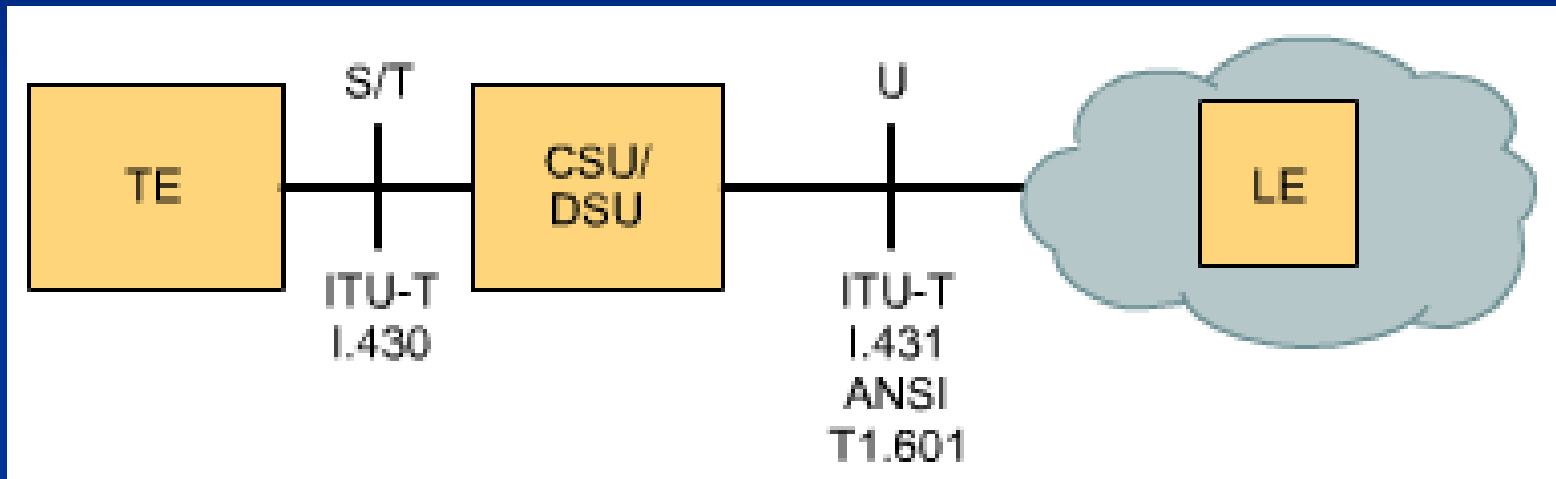 TE
S/T
ITU-T
I.430
CSU/
DSU
U
ITU-T
I.431
ANSI
T1.601
LE